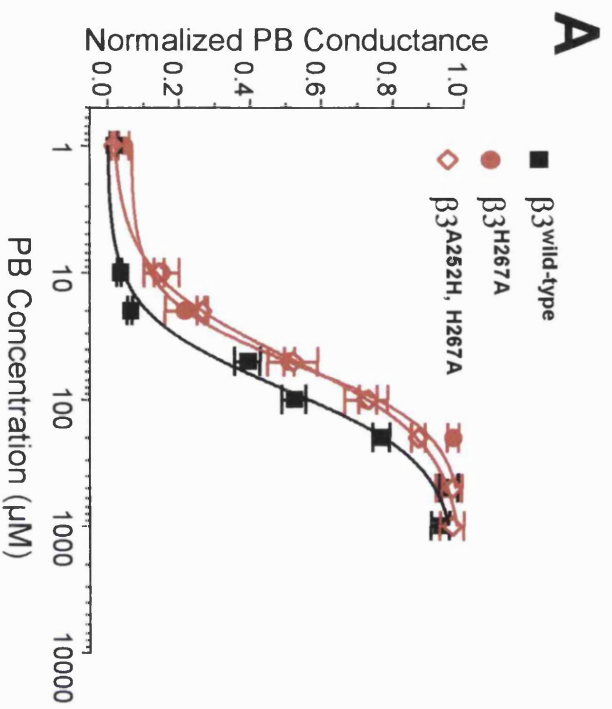 A
β3wild-type
β3H267A
β3A252H, H267A
Normalized PB Conductance
1.0
0.8
0.6
0.4
0.2
0.0
1 10 100 1000 10000
PB Concentration (μM)